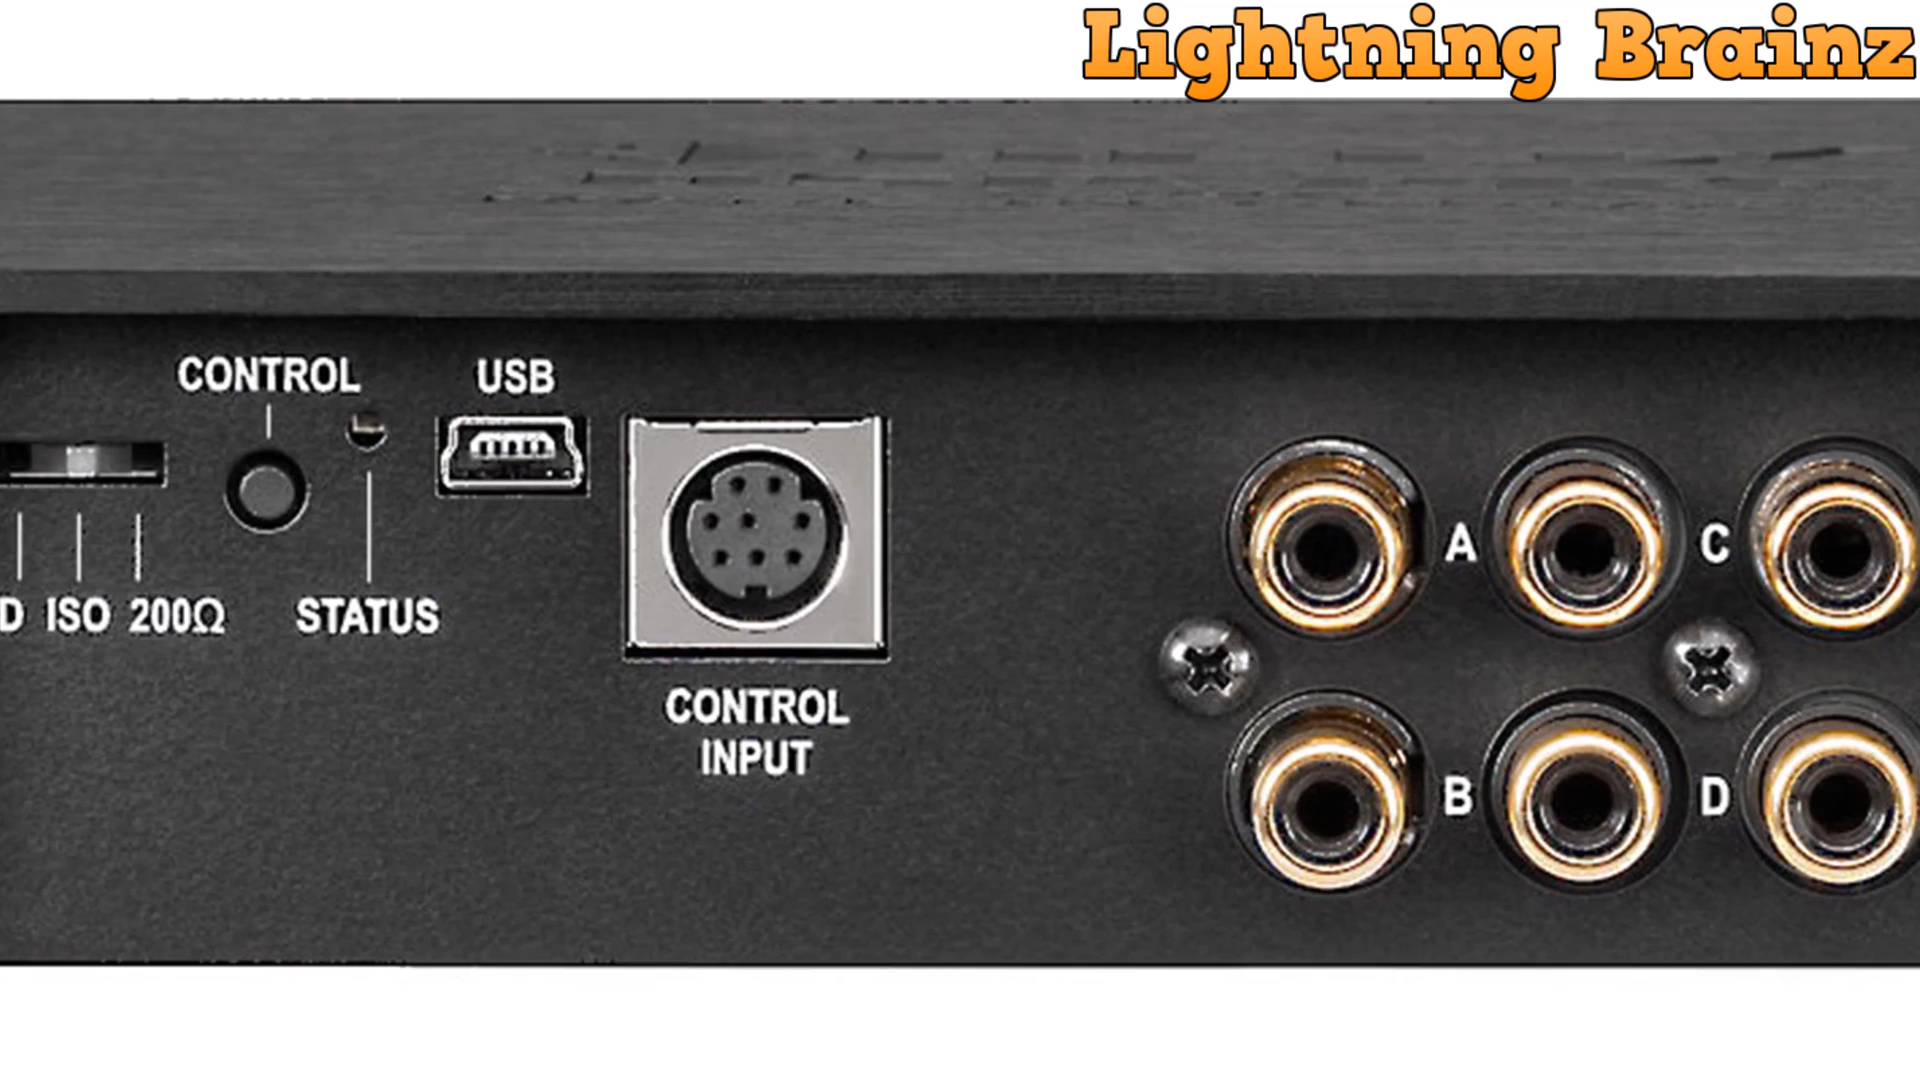 Lightning Brainz
CONTROL
USB
D ISO 200Ω
STATUS
CONTROL
INPUT
A
C
B
D